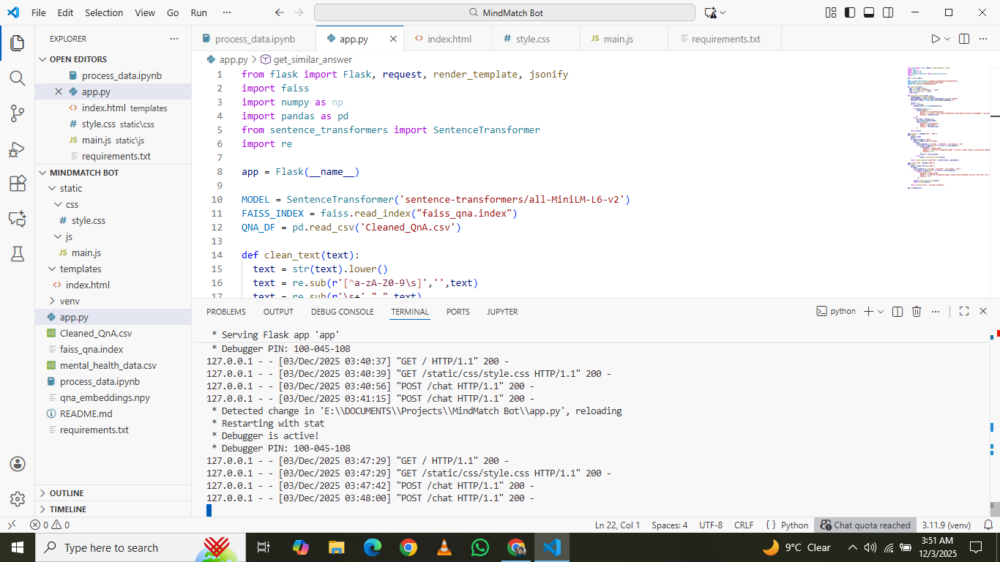 File Edit Selection View Go Run ··· MindMatch Bot
EXPLORER
OPEN EDITORS
process_data.ipynb
app.py
index.html templates
style.css static\css
main.js static\js
requirements.txt
MINDMATCH BOT
static
css
style.css
js
main.js
templates
index.html
venv
app.py
Cleaned_QnA.csv
faiss_qna.index
mental_health_data.csv
process_data.ipynb
qna_embeddings.npy
README.md
requirements.txt
OUTLINE
TIMELINE
process_data.ipynb app.py index.html style.css main.js requirements.txt
app.py > get_similar_answer
1 from flask import Flask, request, render_template, jsonify
2 import faiss
3 import numpy as np
4 import pandas as pd
5 from sentence_transformers import SentenceTransformer
6 import re
7
8 app = Flask(__name__)
9
10 MODEL = SentenceTransformer('sentence-transformers/all-MiniLM-L6-v2')
11 FAISS_INDEX = faiss.read_index("faiss_qna.index")
12 QNA_DF = pd.read_csv('Cleaned_QnA.csv')
13
14 def clean_text(text):
15 text = str(text).lower()
16 text = re.sub(r'[^a-zA-Z0-9\s]','',text)
17 text = re.sub(r'\s+'," ",text)
PROBLEMS OUTPUT DEBUG CONSOLE TERMINAL PORTS JUPYTER python
* Serving Flask app 'app'
* Debugger PIN: 100-045-108
127.0.0.1 - - [03/Dec/2025 03:40:37] "GET / HTTP/1.1" 200 -
127.0.0.1 - - [03/Dec/2025 03:40:39] "GET /static/css/style.css HTTP/1.1" 200 -
127.0.0.1 - - [03/Dec/2025 03:40:56] "POST /chat HTTP/1.1" 200 -
127.0.0.1 - - [03/Dec/2025 03:41:15] "POST /chat HTTP/1.1" 200 -
* Detected change in 'E:\\DOCUMENTS\\Projects\\MindMatch Bot\\app.py', reloading
* Restarting with stat
* Debugger is active!
* Debugger PIN: 100-045-108
127.0.0.1 - - [03/Dec/2025 03:47:29] "GET / HTTP/1.1" 200 -
127.0.0.1 - - [03/Dec/2025 03:47:29] "GET /static/css/style.css HTTP/1.1" 200 -
127.0.0.1 - - [03/Dec/2025 03:47:42] "POST /chat HTTP/1.1" 200 -
127.0.0.1 - - [03/Dec/2025 03:48:00] "POST /chat HTTP/1.1" 200 -
0 0 Ln 22, Col 1 Spaces: 4 UTF-8 CRLF { } Python Chat quota reached 3.11.9 (venv)
Type here to search 9°C Clear 3:51 AM
12/3/2025